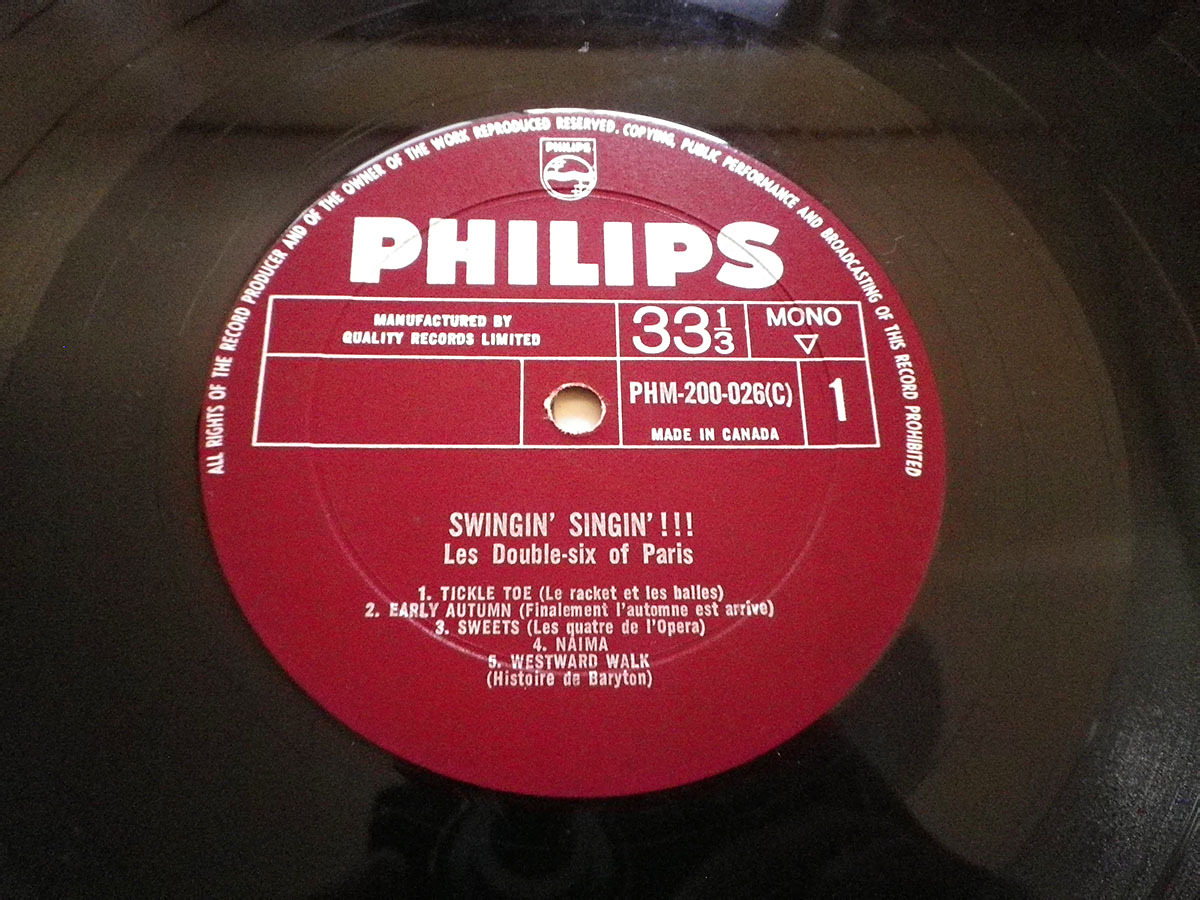 ALL RIGHTS OF THE RECORD PRODUCER AND OF THE OWNER OF THE WORK REPRODUCED RESERVED. COPYING, PUBLIC PERFORMANCE AND BROADCASTING OF THIS RECORD PROHIBITED
PHILIPS
PHILIPS
MANUFACTURED BY
QUALITY RECORDS LIMITED
33 1/3
MONO
PHM-200-026(C)
MADE IN CANADA
1
SWINGIN' SINGIN'!!!
Les Double-six of Paris
1. TICKLE TOE (Le racket et les balles)
2. EARLY AUTUMN (Finalement l'automne est arrive)
3. SWEETS (Les quatre de l'Opera)
4. NAIMA
5. WESTWARD WALK
(Histoire de Baryton)